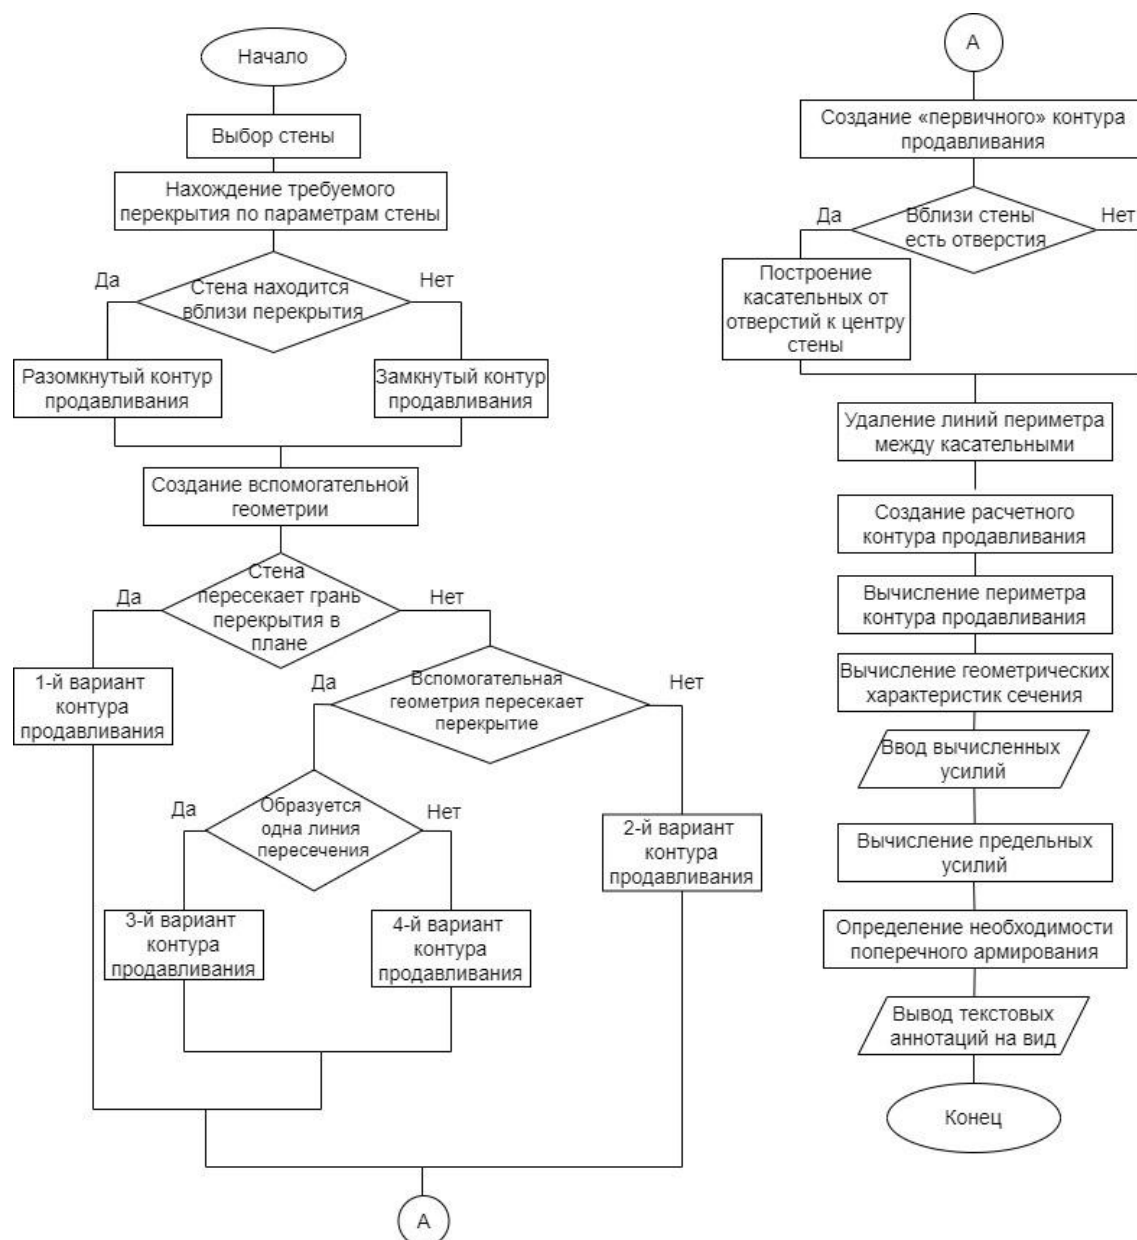 Начало
Выбор стены
Нахождение требуемого
перекрытия по параметрам стены
Да
Стена находится
вблизи перекрытия
Нет
Разомкнутый контур
продавливания
Замкнутый контур
продавливания
Создание вспомогательной
геометрии
Да
Стена
пересекает грань
перекрытия в
плане
Нет
1-й вариант
контура
продавливания
Да
Вспомогательная
геометрия пересекает
перекрытие
Нет
Да
Образуется
одна линия
пересечения
Нет
2-й вариант
контура
продавливания
3-й вариант
контура
продавливания
4-й вариант
контура
продавливания
А
А
Создание «первичного» контура
продавливания
Да
Вблизи стены
есть отверстия
Нет
Построение
касательных от
отверстий к центру
стены
Удаление линий периметра
между касательными
Создание расчетного
контура продавливания
Вычисление периметра
контура продавливания
Вычисление геометрических
характеристик сечения
Ввод вычисленных
усилий
Вычисление предельных
усилий
Определение необходимости
поперечного армирования
Вывод текстовых
аннотаций на вид
Конец